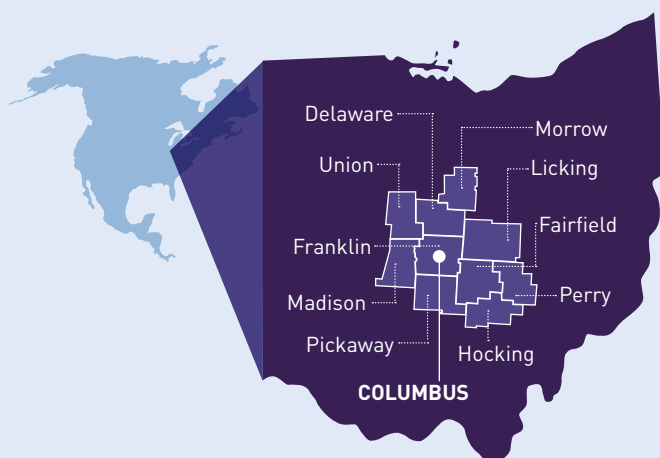 Delaware
Morrow
Union
Licking
Fairfield
Franklin
Madison
Perry
Pickaway
Hocking
COLUMBUS